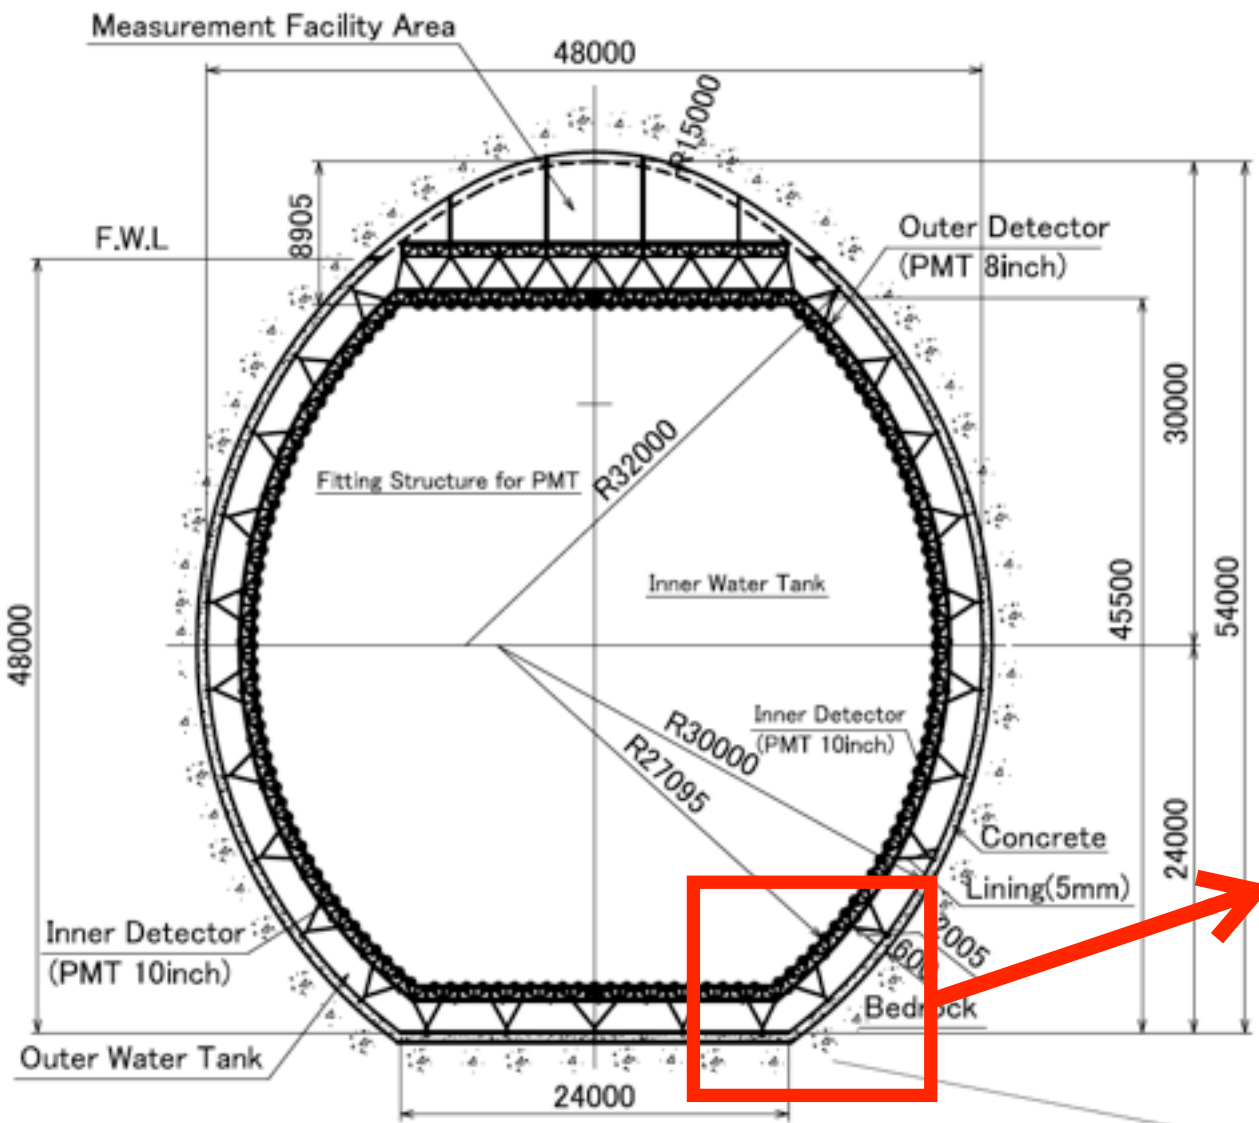 Measurement Facility Area
48000
R15000
8905
F.W.L
Outer Detector
(PMT 8inch)
30000
R32000
Fitting Structure for PMT
Inner Water Tank
45500
54000
48000
Inner Detector
(PMT 10inch)
R30000
R27095
24000
Concrete
Lining(5mm)
2005
600
Inner Detector
(PMT 10inch)
Bedrock
Outer Water Tank
24000